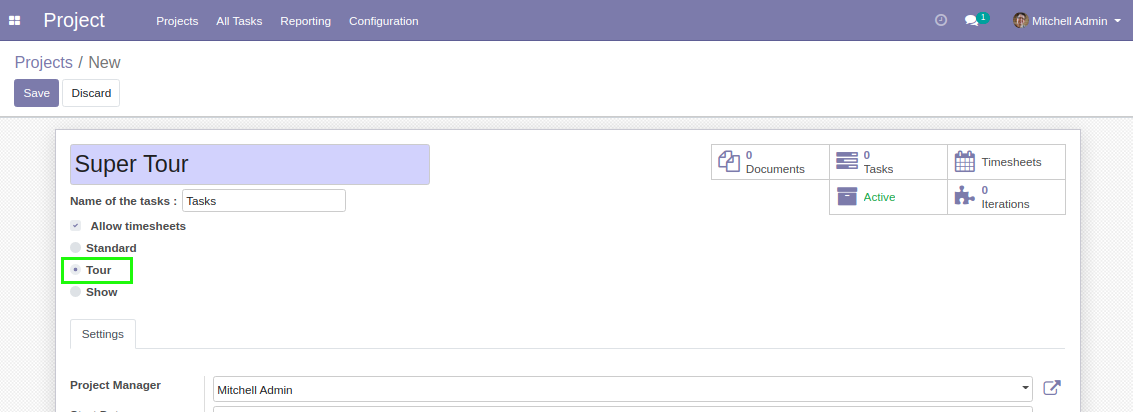 Project Projects All Tasks Reporting Configuration 1 Mitchell Admin
Projects / New
Save Discard
Super Tour
0 Documents
0 Tasks
Timesheets
Name of the tasks : Tasks
Active
0 Iterations
Allow timesheets
Standard
Tour
Show
Settings
Project Manager Mitchell Admin